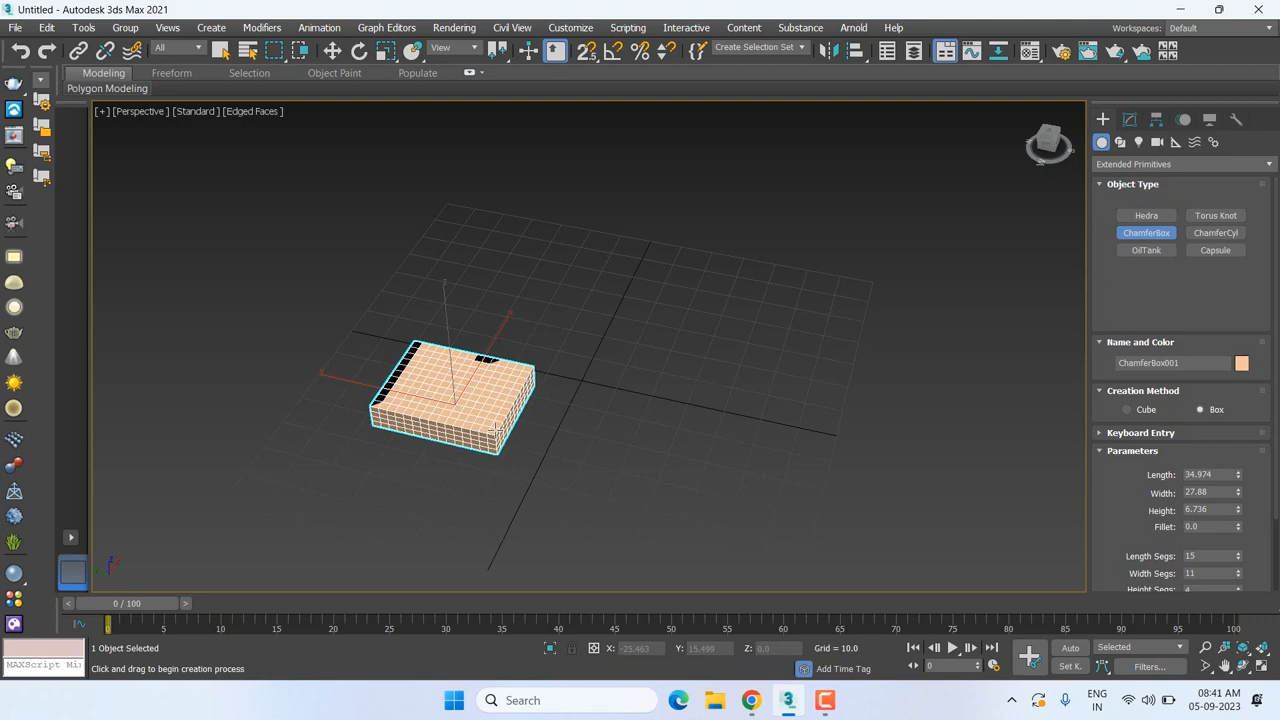 Untitled - Autodesk 3ds Max 2021
File Edit Tools Group Views Create Modifiers Animation Graph Editors Rendering Civil View Customize Scripting Interactive Content Substance Arnold Help
Workspaces: Default
All View Create Selection Set
Modeling Freeform Selection Object Paint Populate
Polygon Modeling
[+] [Perspective ] [Standard ] [Edged Faces ]
Extended Primitives
Object Type
Hedra Torus Knot
ChamferBox ChamferCyl
OilTank Capsule
Name and Color
ChamferBox001
Creation Method
Cube Box
Keyboard Entry
Parameters
Length: 34.974
Width: 27.88
Height: 6.736
Fillet: 0.0
Length Segs: 15
Width Segs: 11
Height Segs: 4
< 0 / 100 >
0 5 10 15 20 25 30 35 40 45 50 55 60 65 70 75 80 85 90 95 100
1 Object Selected
X: -25.463 Y: 15.499 Z: 0.0 Grid = 10.0
Auto Selected
MAXScript Mi
Click and drag to begin creation process
Add Time Tag
0
Set K. Filters...
Search
ENG
IN
08:41 AM
05-09-2023